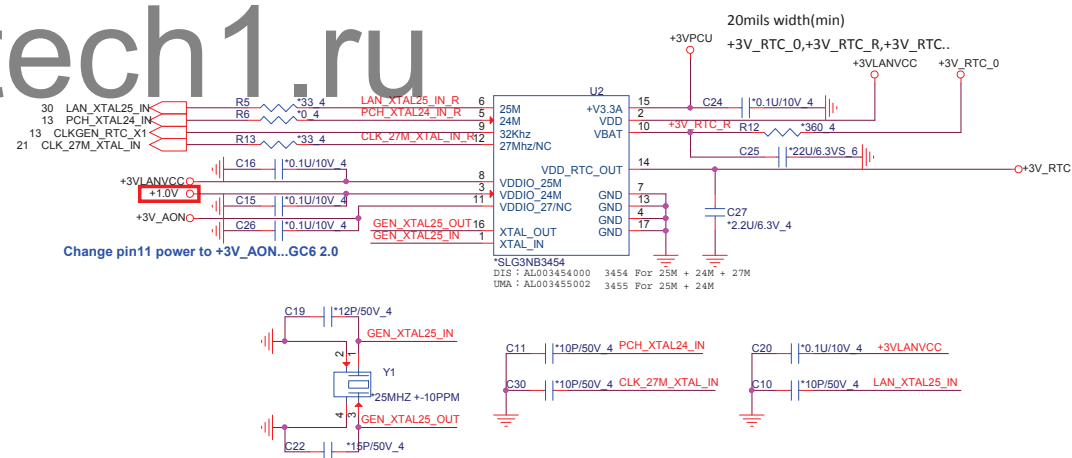 tech1.ru
20mils width(min)
+3V_RTC_0,+3V_RTC_R,+3V_RTC..
+3VPCU
+3VLANVCC
+3V_RTC_0
U2
30 LAN_XTAL25_IN R5 *33_4 LAN_XTAL25_IN_R 6 25M
13 PCH_XTAL24_IN R6 *0_4 PCH_XTAL24_IN_R 5 24M
13 CLKGEN_RTC_X1 9 32Khz
21 CLK_27M_XTAL_IN R13 *33_4 CLK_27M_XTAL_IN_R 12 27Mhz/NC
+V3.3A 15 C24 *0.1U/10V_4
VDD 2
VBAT 10 +3V_RTC_R R12 *360_4
C25 *22U/6.3VS_6
VDD_RTC_OUT 14 +3V_RTC
C16 *0.1U/10V_4
+3VLANVCC 8 VDDIO_25M
+1.0V 3 VDDIO_24M
C15 *0.1U/10V_4 11 VDDIO_27/NC
+3V_AON
C26 *0.1U/10V_4
GEN_XTAL25_OUT 16 XTAL_OUT
GEN_XTAL25_IN 1 XTAL_IN
GND 7
GND 13
GND 4
GND 17
C27
*2.2U/6.3V_4
Change pin11 power to +3V_AON...GC6 2.0
*SLG3NB3454
DIS：AL003454000 3454 For 25M + 24M + 27M
UMA：AL003455002 3455 For 25M + 24M
C19 *12P/50V_4
GEN_XTAL25_IN
2 1
Y1
*25MHZ +-10PPM
4 3
GEN_XTAL25_OUT
C22 *15P/50V_4
C11 *10P/50V_4 PCH_XTAL24_IN
C30 *10P/50V_4 CLK_27M_XTAL_IN
C20 *0.1U/10V_4 +3VLANVCC
C10 *10P/50V_4 LAN_XTAL25_IN